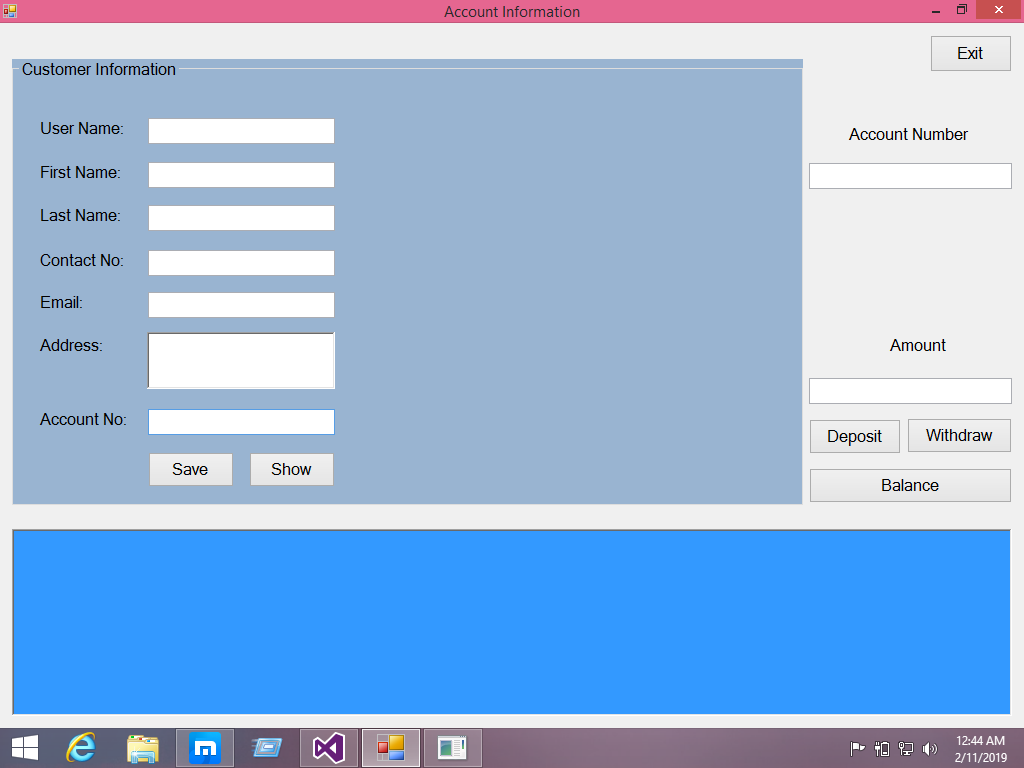 Account Information
Exit
Customer Information
User Name:
First Name:
Last Name:
Contact No:
Email:
Address:
Account No:
Save Show
Account Number
Amount
Deposit Withdraw
Balance
12:44 AM
2/11/2019